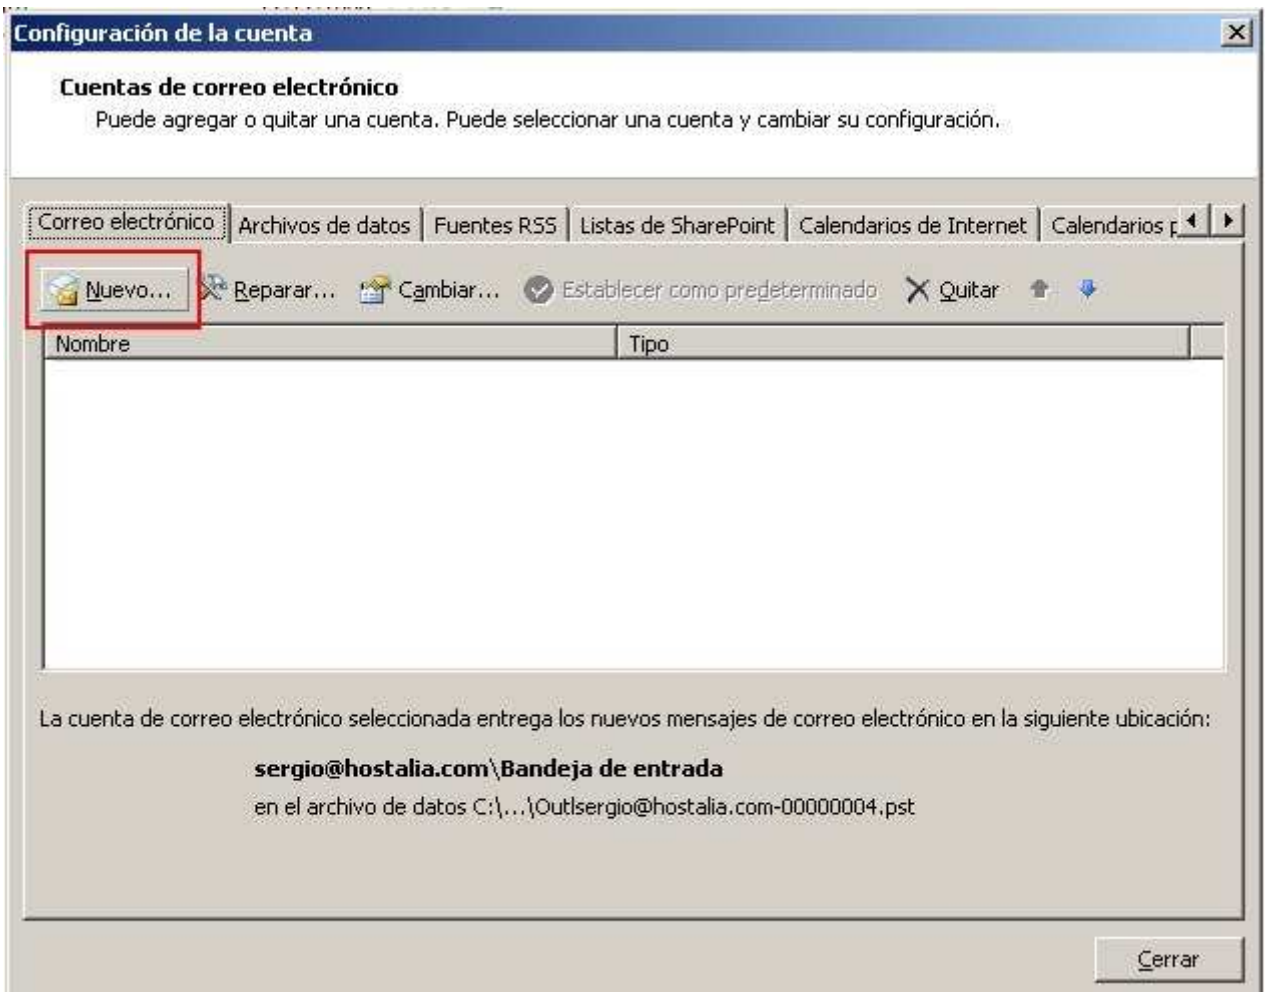 Configuración de la cuenta
Cuentas de correo electrónico
Puede agregar o quitar una cuenta. Puede seleccionar una cuenta y cambiar su configuración.
Correo electrónico Archivos de datos Fuentes RSS Listas de SharePoint Calendarios de Internet Calendarios
Nuevo... Reparar... Cambiar... Establecer como predeterminado Quitar
Nombre Tipo
La cuenta de correo electrónico seleccionada entrega los nuevos mensajes de correo electrónico en la siguiente ubicación:
sergio@hostalia.com\Bandeja de entrada
en el archivo de datos C:\...\Outlsergio@hostalia.com-00000004.pst
Cerrar